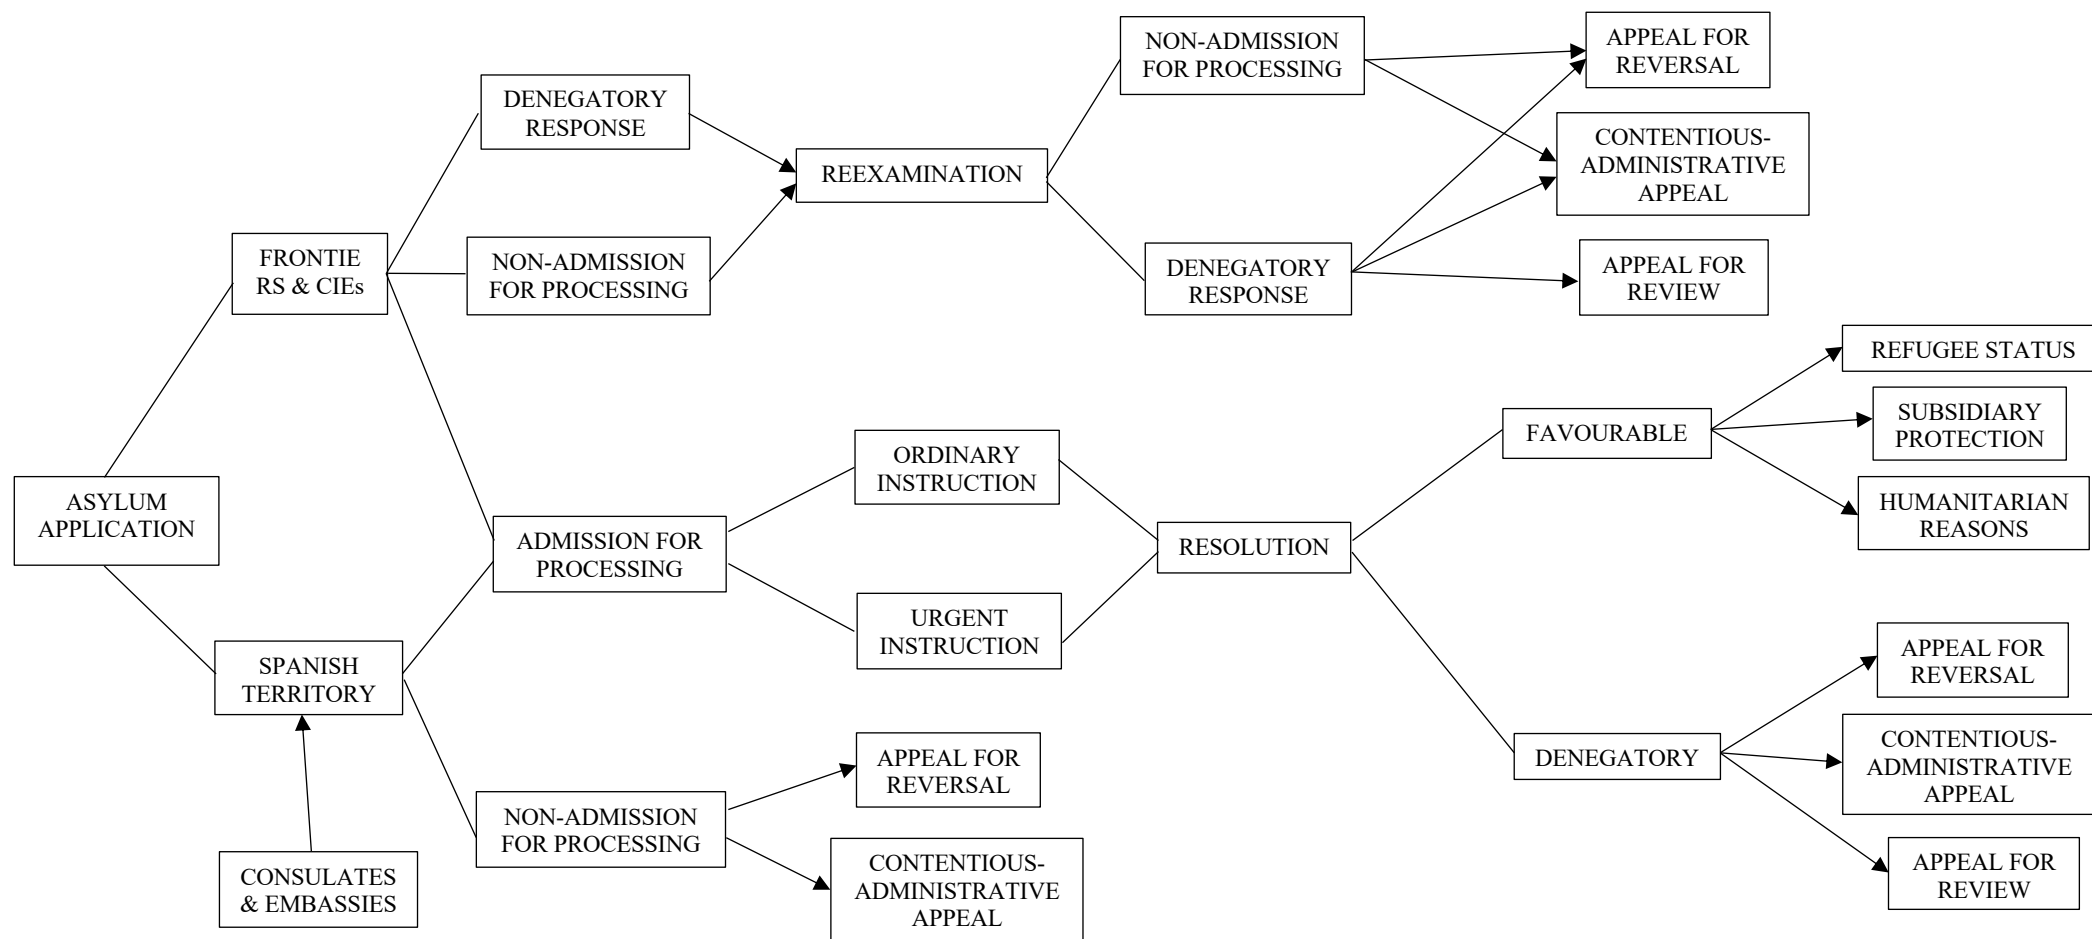 NON-ADMISSION
FOR PROCESSING
APPEAL FOR
REVERSAL
DENEGATORY
RESPONSE
CONTENTIOUS-
ADMINISTRATIVE
APPEAL
REEXAMINATION
FRONTIE
RS & CIEs
NON-ADMISSION
FOR PROCESSING
DENEGATORY
RESPONSE
APPEAL FOR
REVIEW
REFUGEE STATUS
SUBSIDIARY
PROTECTION
FAVOURABLE
ORDINARY
INSTRUCTION
HUMANITARIAN
REASONS
ASYLUM
APPLICATION
ADMISSION FOR
PROCESSING
RESOLUTION
URGENT
INSTRUCTION
SPANISH
TERRITORY
APPEAL FOR
REVERSAL
APPEAL FOR
REVERSAL
DENEGATORY
CONTENTIOUS-
ADMINISTRATIVE
APPEAL
NON-ADMISSION
FOR PROCESSING
CONSULATES
& EMBASSIES
CONTENTIOUS-
ADMINISTRATIVE
APPEAL
APPEAL FOR
REVIEW